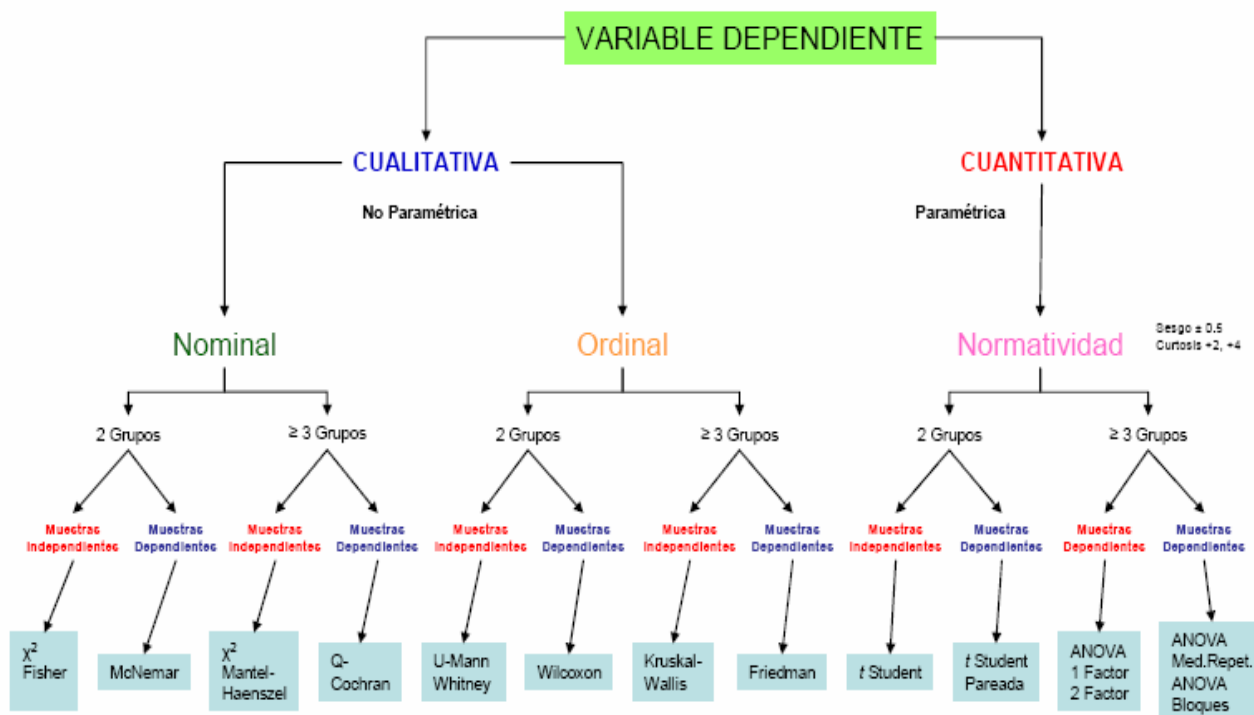 VARIABLE DEPENDIENTE
CUALITATIVA
CUANTITATIVA
No Paramétrica
Paramétrica
Nominal
Ordinal
Normatividad
Sesgo ± 0.5
Curtosis +2, +4
2 Grupos
≥ 3 Grupos
2 Grupos
≥ 3 Grupos
2 Grupos
≥ 3 Grupos
Muestras
Independientes
Muestras
Dependientes
Muestras
Independientes
Muestras
Dependientes
Muestras
Independientes
Muestras
Dependientes
Muestras
Independientes
Muestras
Dependientes
Muestras
Independientes
Muestras
Dependientes
Muestras
Dependientes
Muestras
Dependientes
χ²
Fisher
McNemar
χ²
Mantel-
Haenszel
Q-
Cochran
U-Mann
Whitney
Wilcoxon
Kruskal-
Wallis
Friedman
t Student
t Student
Pareada
ANOVA
1 Factor
2 Factor
ANOVA
Med.Repet.
ANOVA
Bloques